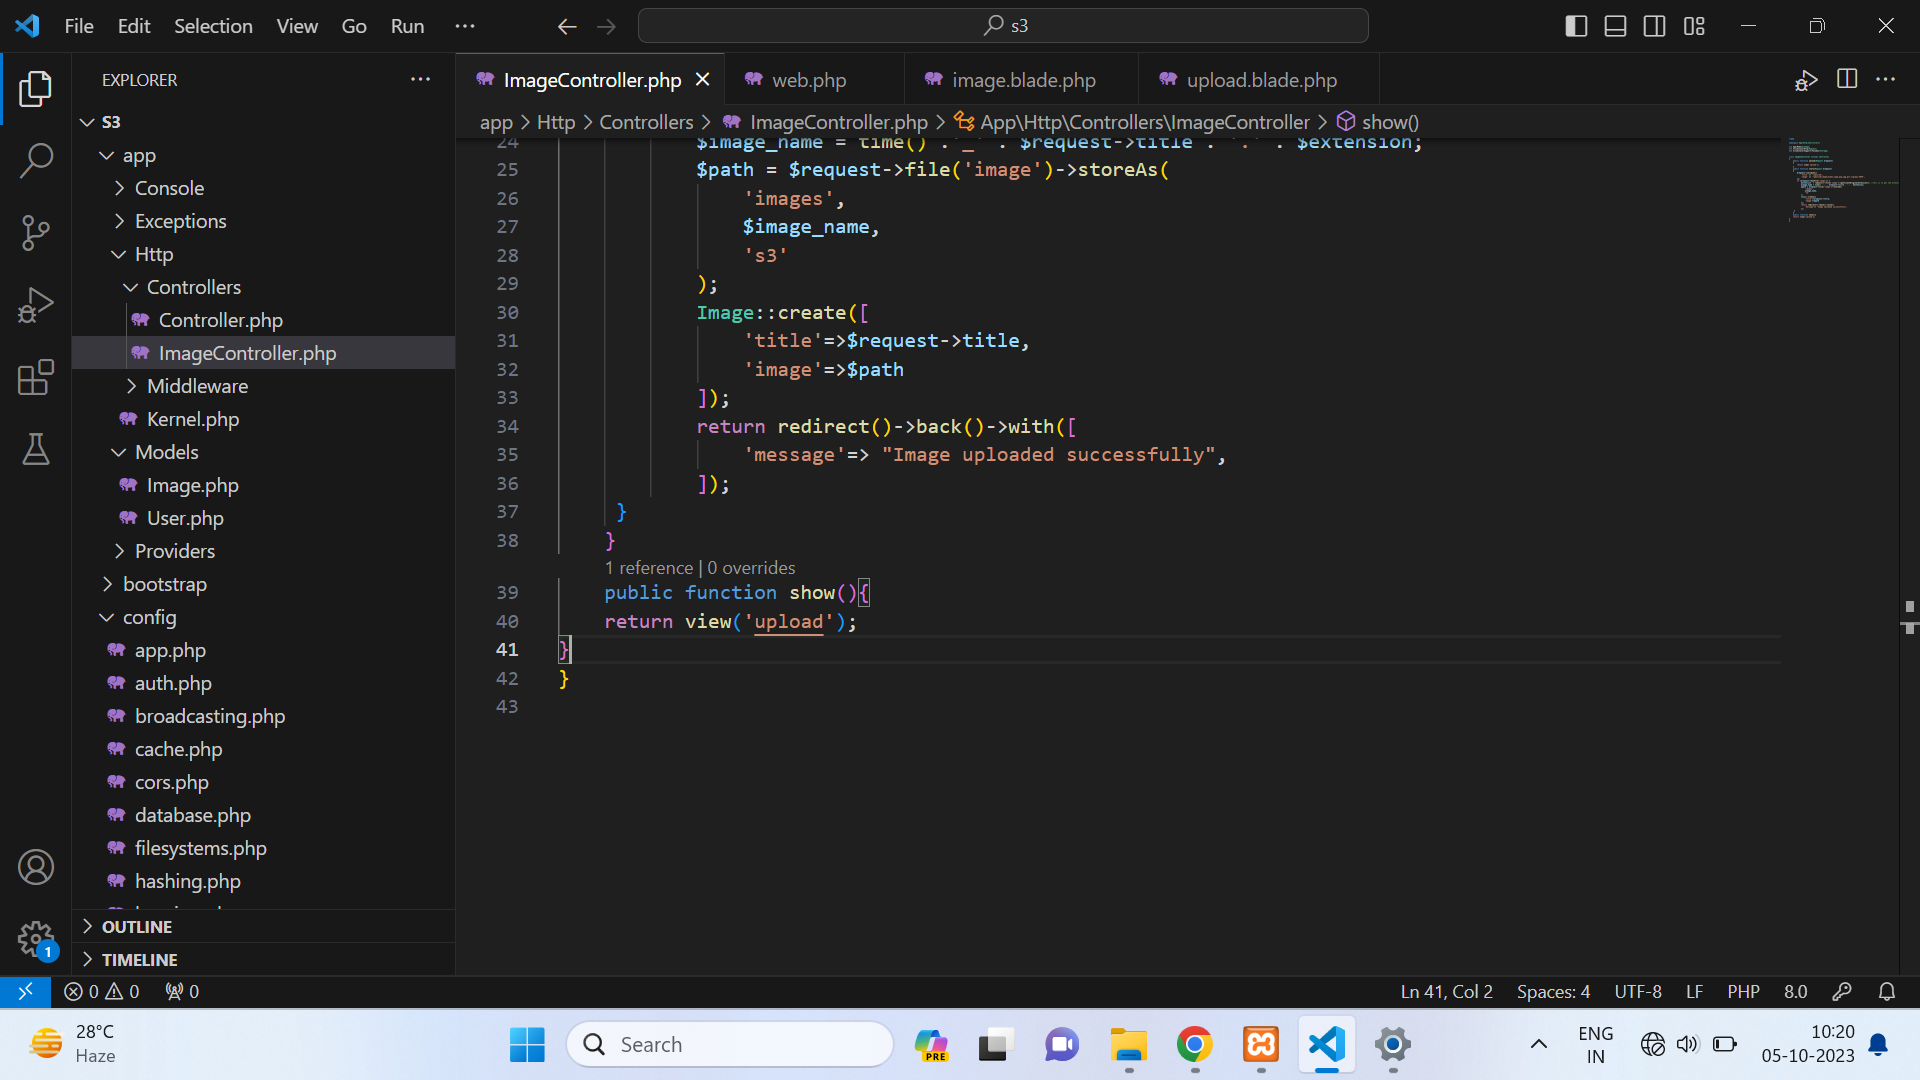 File Edit Selection View Go Run ···
s3
EXPLORER ···
S3
app
Console
Exceptions
Http
Controllers
Controller.php
ImageController.php
Middleware
Kernel.php
Models
Image.php
User.php
Providers
bootstrap
config
app.php
auth.php
broadcasting.php
cache.php
cors.php
database.php
filesystems.php
hashing.php
OUTLINE
TIMELINE
1
ImageController.php web.php image.blade.php upload.blade.php
app > Http > Controllers > ImageController.php > App\Http\Controllers\ImageController > show()
24 $image_name = time() . '_' . $request->title . '.' . $extension;
25 $path = $request->file('image')->storeAs(
26 'images',
27 $image_name,
28 's3'
29 );
30 Image::create([
31 'title'=>$request->title,
32 'image'=>$path
33 ]);
34 return redirect()->back()->with([
35 'message'=> "Image uploaded successfully",
36 ]);
37 }
38 }
1 reference | 0 overrides
39 public function show(){
40 return view('upload');
41 }
42 }
43
0 0 0
Ln 41, Col 2 Spaces: 4 UTF-8 LF PHP 8.0
28°C
Haze
Search
PRE
ENG
IN
10:20
05-10-2023